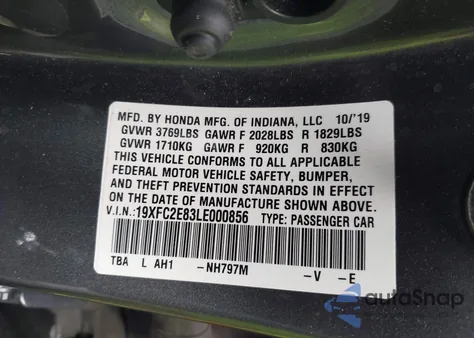 MFD. BY HONDA MFG. OF INDIANA, LLC 10/'19
GVWR 3769LBS GAWR F 2028LBS R 1829LBS
GVWR 1710KG GAWR F 920KG R 830KG
THIS VEHICLE CONFORMS TO ALL APPLICABLE
FEDERAL MOTOR VEHICLE SAFETY, BUMPER,
AND THEFT PREVENTION STANDARDS IN EFFECT
ON THE DATE OF MANUFACTURE SHOWN ABOVE.
V.I.N.:19XFC2E83LE000856 TYPE: PASSENGER CAR
TBA L AH1 -NH797M -V -E
autoSnap